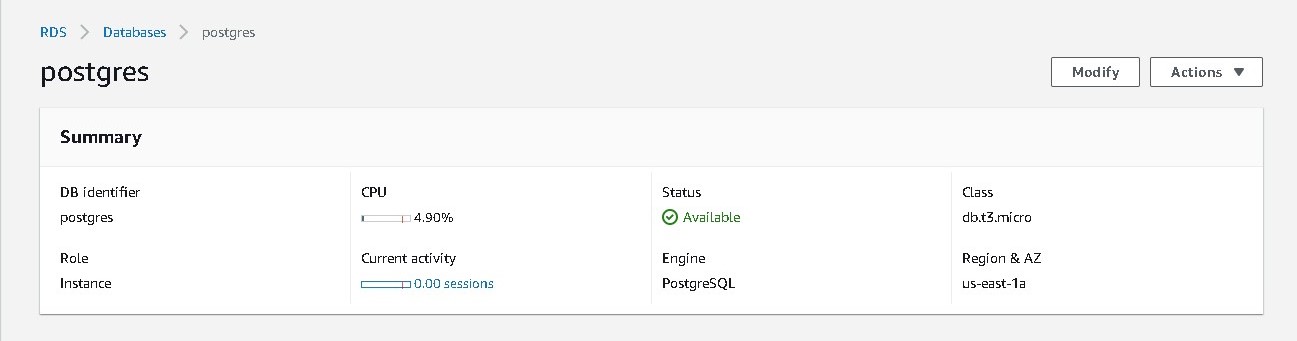 RDS > Databases > postgres
postgres
Modify
Actions ▼
Summary
DB identifier
postgres
CPU
4.90%
Status
Available
Class
db.t3.micro
Role
Instance
Current activity
0.00 sessions
Engine
PostgreSQL
Region & AZ
us-east-1a